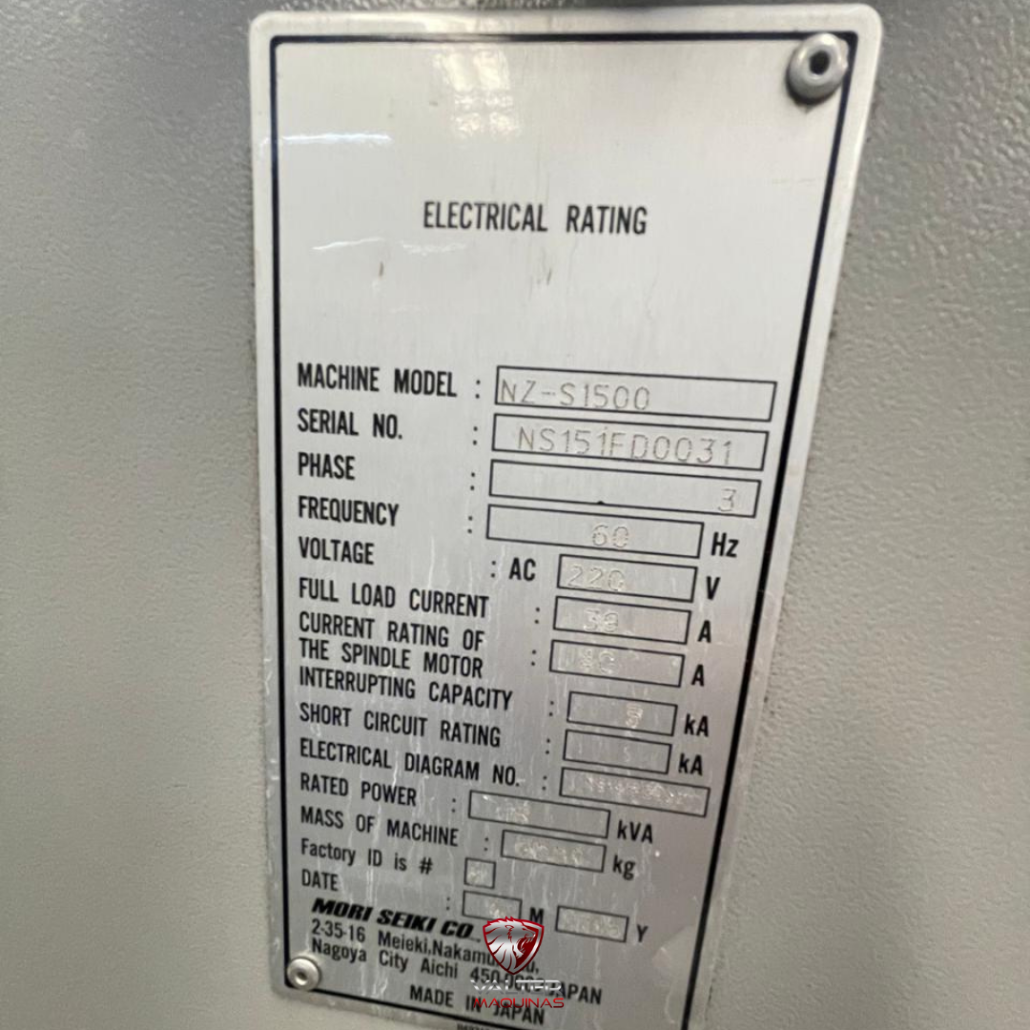 ELECTRICAL RATING
MACHINE MODEL : NZ-S1500
SERIAL NO. : NS151FD0031
PHASE : 3
FREQUENCY : 60 Hz
VOLTAGE : AC 220 V
FULL LOAD CURRENT : A
CURRENT RATING OF
THE SPINDLE MOTOR : A
INTERRUPTING CAPACITY : kA
SHORT CIRCUIT RATING : kA
ELECTRICAL DIAGRAM NO. :
RATED POWER : kVA
MASS OF MACHINE : kg
Factory ID is #
DATE : M Y
MORI SEIKI CO.,
2-35-16 Meieki,
Nagoya City Aichi JAPAN
MADE IN JAPAN
VALTER
MAQUINAS